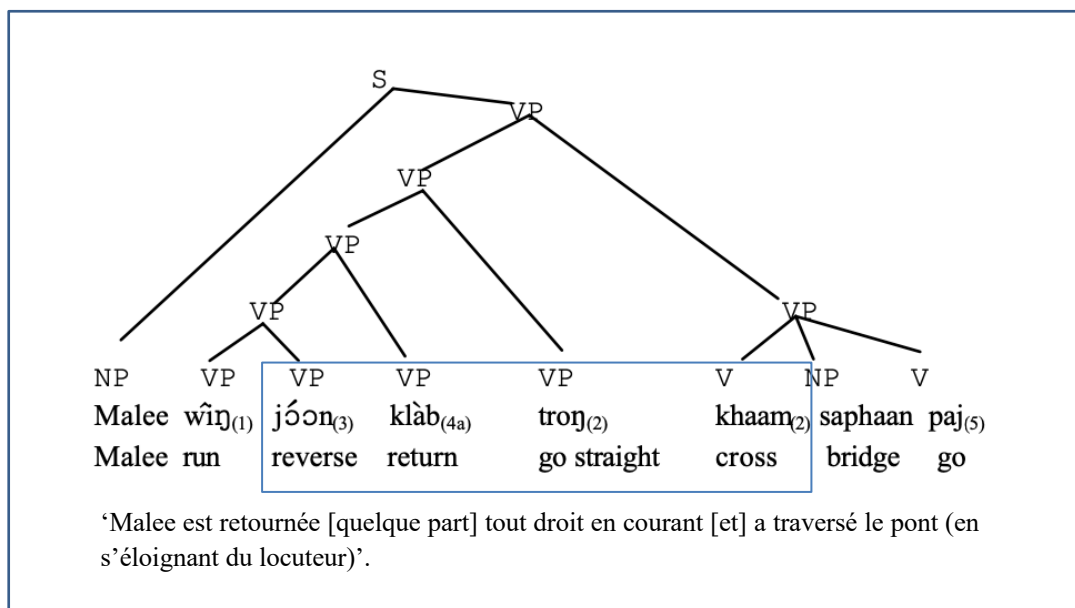 S
VP
VP
VP
VP
VP
NP VP VP VP VP V NP V
Malee wîŋ(1) jɔ́ɔn(3) klàb(4a) troŋ(2) khaam(2) saphaan paj(5)
Malee run reverse return go straight cross bridge go
‘Malee est retournée [quelque part] tout droit en courant [et] a traversé le pont (en
s’éloignant du locuteur)’.